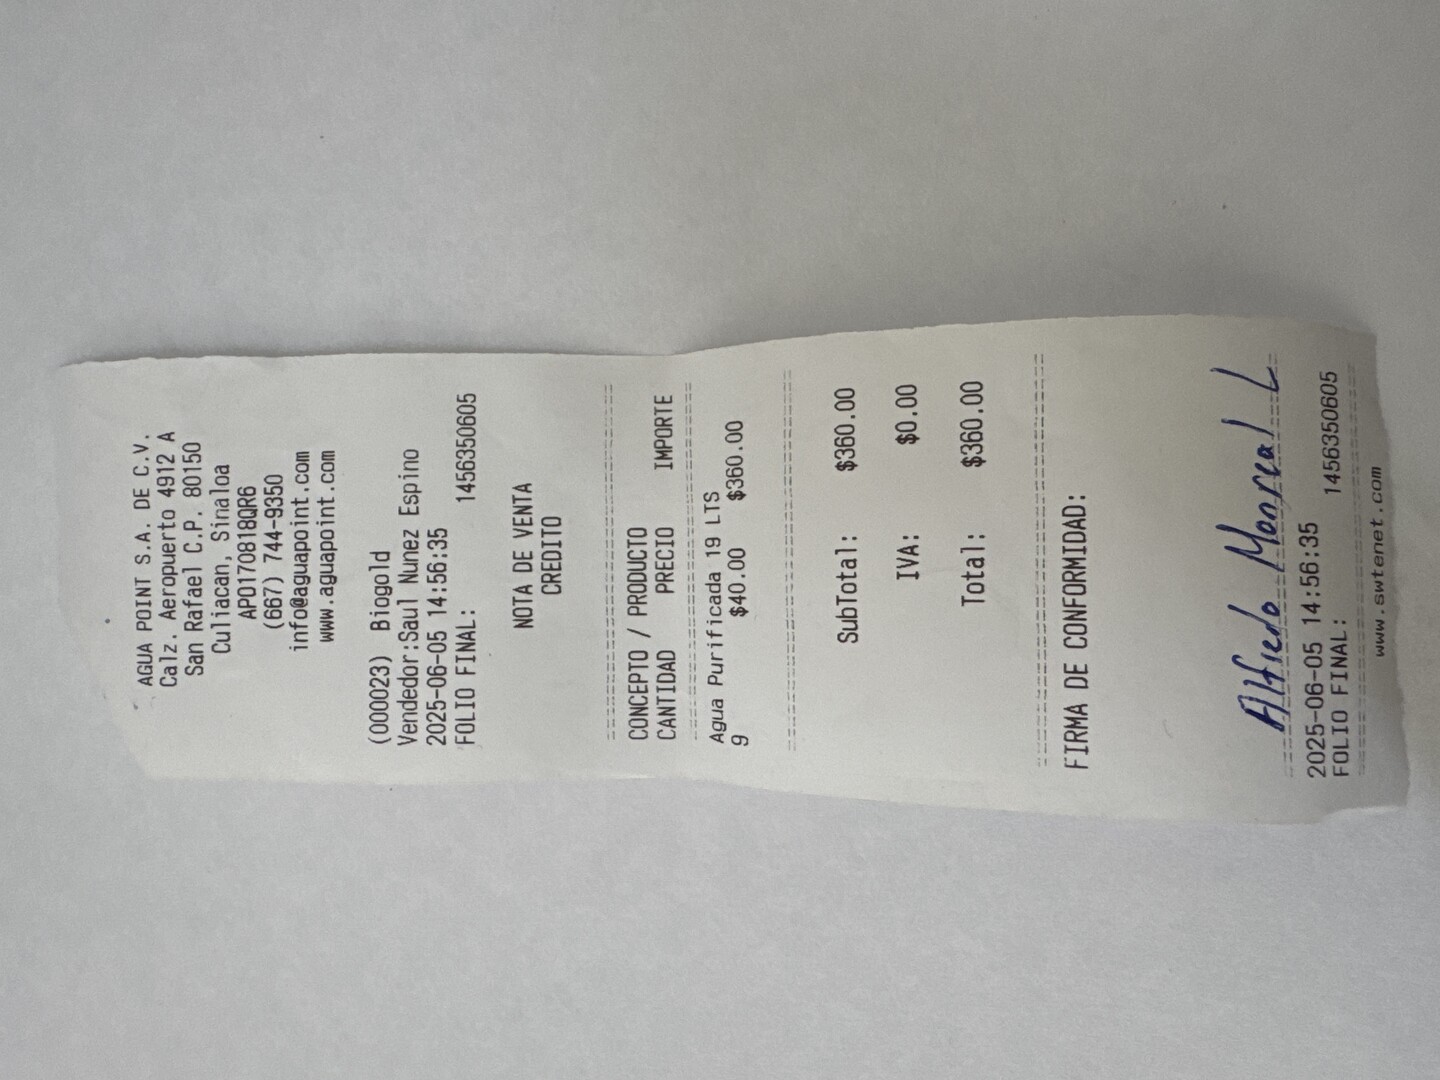 AGUA POINT S.A. DE C.V.
Calz. Aeropuerto 4912 A
San Rafael C.P. 80150
Culiacan, Sinaloa
APO170818QR6
(667) 744-9350
info@aguapoint.com
www.aguapoint.com
(000023) Biogold
Vendedor:Saul Nunez Espino
2025-06-05 14:56:35
FOLIO FINAL: 1456350605
NOTA DE VENTA
CREDITO
CONCEPTO / PRODUCTO
CANTIDAD PRECIO IMPORTE
Agua Purificada 19 LTS
9 $40.00 $360.00
SubTotal: $360.00
IVA: $0.00
Total: $360.00
FIRMA DE CONFORMIDAD:
Alfredo Monreal L
2025-06-05 14:56:35
FOLIO FINAL: 1456350605
www.swtenet.com